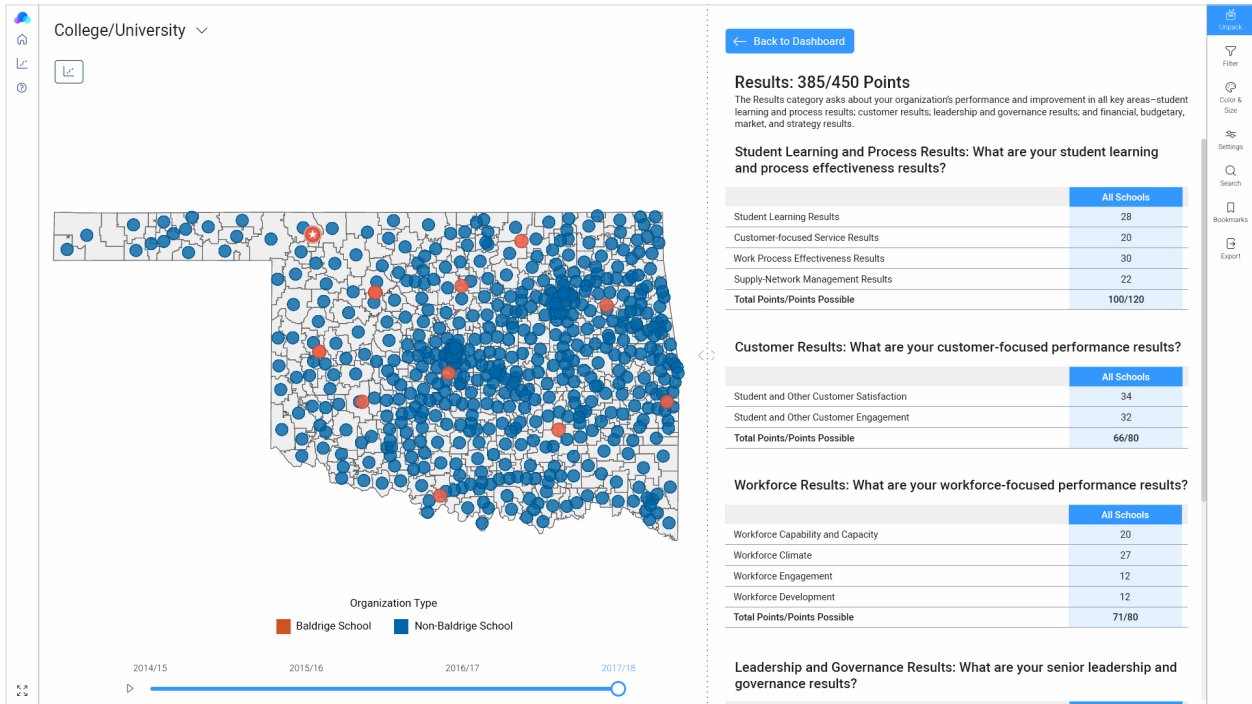 College/University
Back to Dashboard
Results: 385/450 Points
The Results category asks about your organization's performance and improvement in all key areas–student
learning and process results; customer results; leadership and governance results; and financial, budgetary,
market, and strategy results.
Student Learning and Process Results: What are your student learning
and process effectiveness results?
All Schools
Student Learning Results 28
Customer-focused Service Results 20
Work Process Effectiveness Results 30
Supply-Network Management Results 22
Total Points/Points Possible 100/120
Customer Results: What are your customer-focused performance results?
All Schools
Student and Other Customer Satisfaction 34
Student and Other Customer Engagement 32
Total Points/Points Possible 66/80
Workforce Results: What are your workforce-focused performance results?
All Schools
Workforce Capability and Capacity 20
Workforce Climate 27
Workforce Engagement 12
Workforce Development 12
Total Points/Points Possible 71/80
Leadership and Governance Results: What are your senior leadership and
governance results?
Organization Type
Baldrige School Non-Baldrige School
2014/15 2015/16 2016/17 2017/18
Unpack
Filter
Color &
Size
Settings
Search
Bookmarks
Export